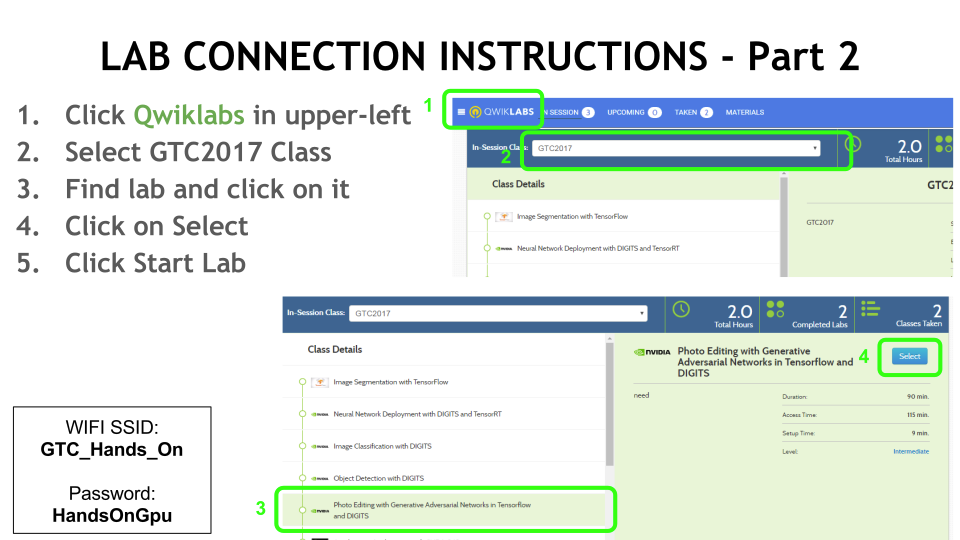 LAB CONNECTION INSTRUCTIONS - Part 2
1. Click Qwiklabs in upper-left
2. Select GTC2017 Class
3. Find lab and click on it
4. Click on Select
5. Click Start Lab
1
QWIKLABS
IN SESSION 3
UPCOMING 0
TAKEN 2
MATERIALS
In-Session Class:
2
GTC2017
2.0
Total Hours
Class Details
GTC2
Image Segmentation with TensorFlow
GTC2017
NVIDIA Neural Network Deployment with DIGITS and TensorRT
In-Session Class: GTC2017
2.0
Total Hours
2
Completed Labs
2
Classes Taken
Class Details
Image Segmentation with TensorFlow
NVIDIA Neural Network Deployment with DIGITS and TensorRT
NVIDIA Image Classification with DIGITS
NVIDIA Object Detection with DIGITS
3
NVIDIA Photo Editing with Generative Adversarial Networks in Tensorflow
and DIGITS
NVIDIA Photo Editing with Generative
Adversarial Networks in Tensorflow and
DIGITS
4
Select
need
Duration: 90 min.
Access Time: 115 min.
Setup Time: 9 min.
Level: Intermediate
WIFI SSID:
GTC_Hands_On
Password:
HandsOnGpu